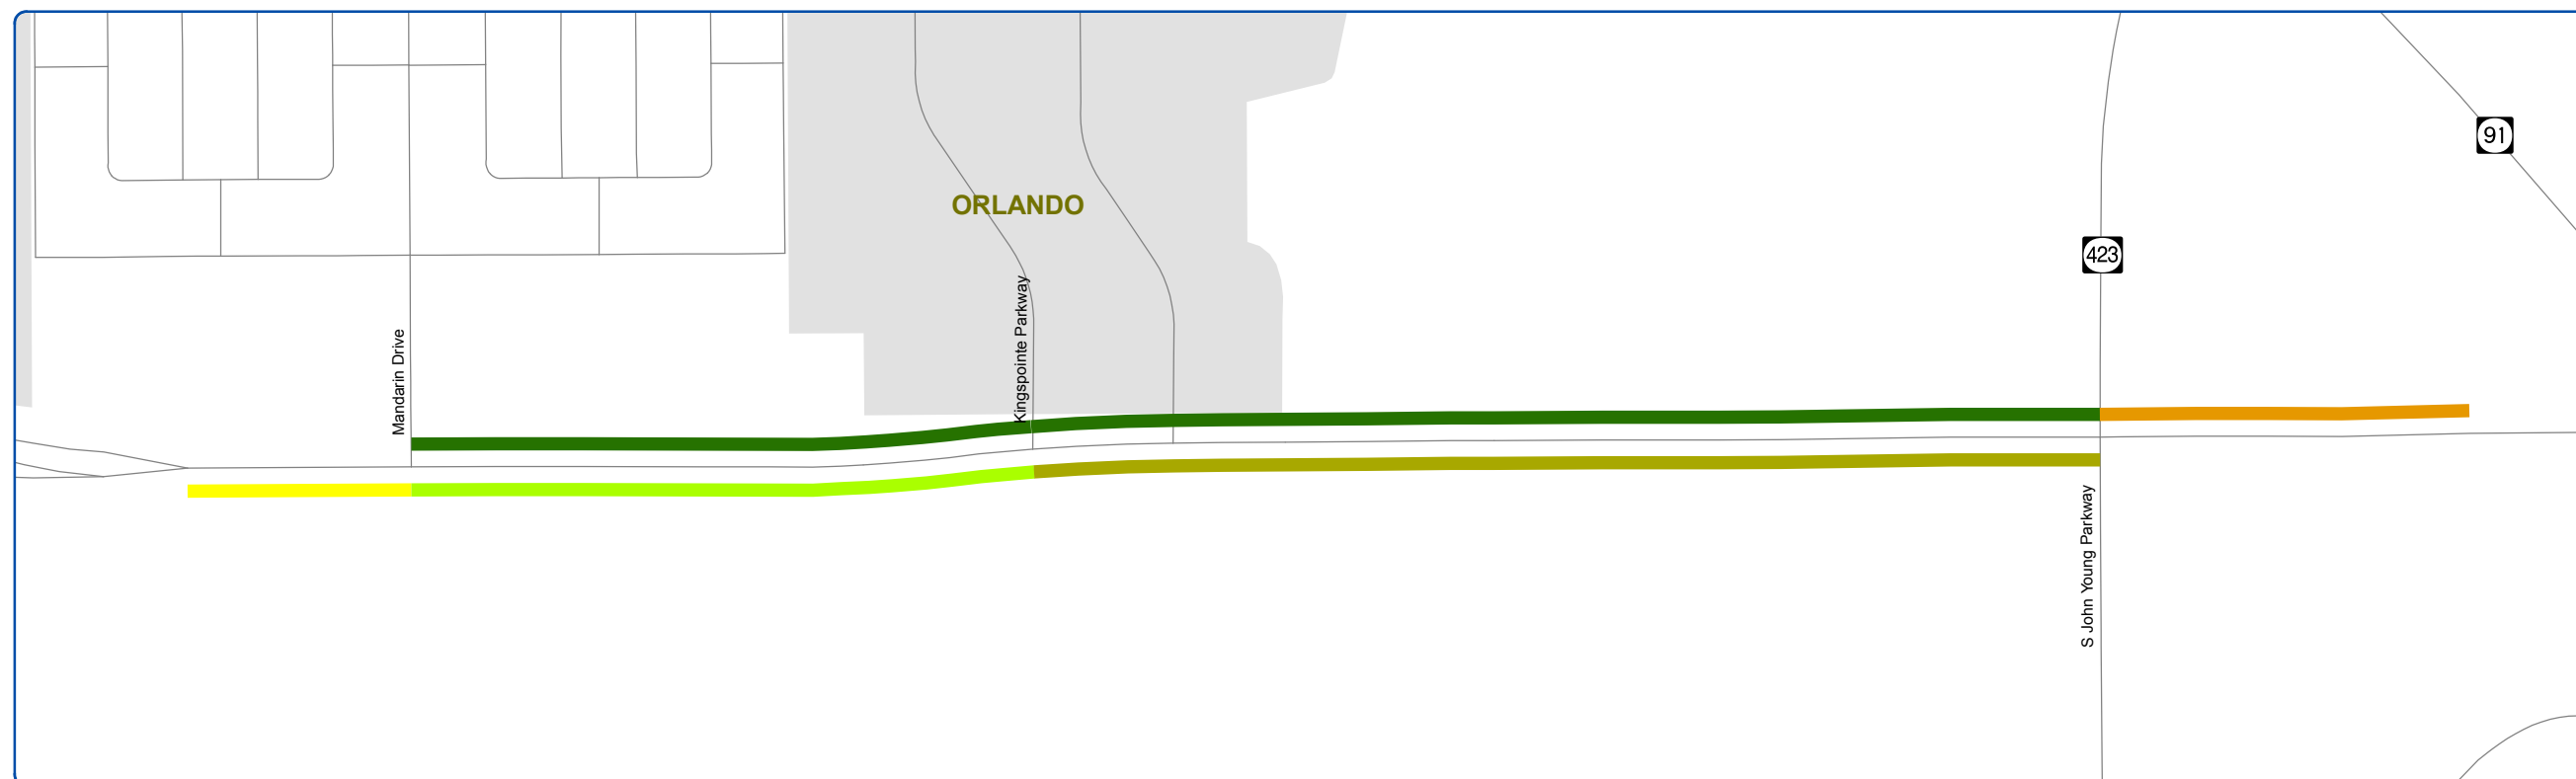 91
ORLANDO
423
Kingspointe Parkway
Mandarin Drive
S John Young Parkway